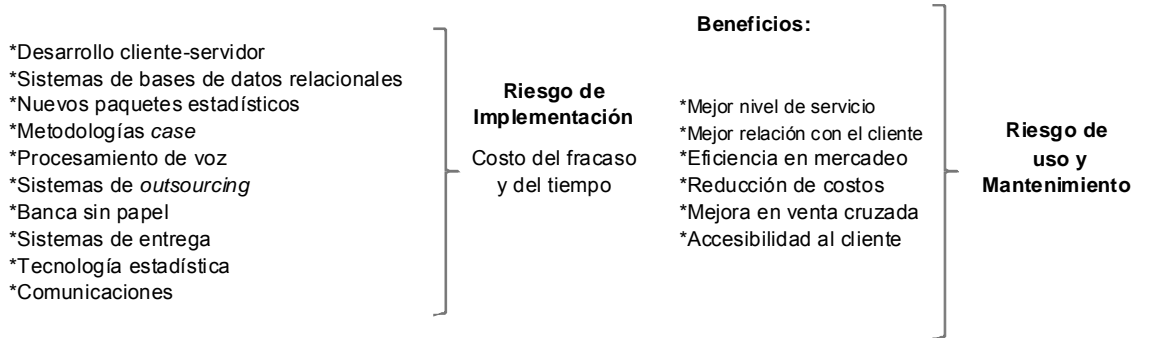 *Desarrollo cliente-servidor
*Sistemas de bases de datos relacionales
*Nuevos paquetes estadísticos
*Metodologías case
*Procesamiento de voz
*Sistemas de outsourcing
*Banca sin papel
*Sistemas de entrega
*Tecnología estadística
*Comunicaciones
Riesgo de
Implementación
Costo del fracaso
y del tiempo
Beneficios:
*Mejor nivel de servicio
*Mejor relación con el cliente
*Eficiencia en mercadeo
*Reducción de costos
*Mejora en venta cruzada
*Accesibilidad al cliente
Riesgo de
uso y
Mantenimiento